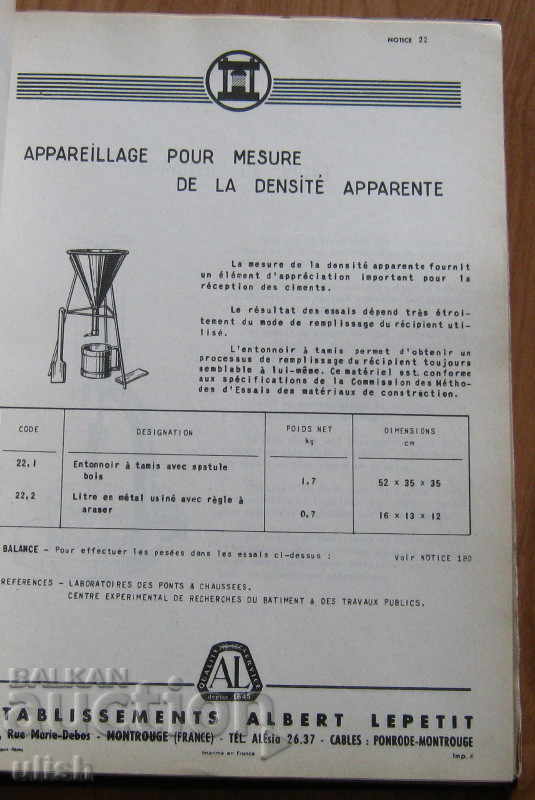 NOTICE 22
APPAREILLAGE POUR MESURE
DE LA DENSITÉ APPARENTE
La mesure de la densité apparente fournit
un élément d'appréciation important pour la
réception des ciments.
Le résultat des essais dépend très étroi-
tement du mode de remplissage du récipient uti-
lisé.
L'entonnoir à tamis permet d'obtenir un
processus de remplissage du récipient toujours
semblable à lui-même. Ce matériel est conforme
aux spécifications de la Commission des Métho-
des d'Essais des matériaux de construction.
CODE DESIGNATION POIDS NET kg DIMENSIONS cm
22,1 Entonnoir à tamis avec spatule
bois 1,7 52 x 35 x 35
22,2 Litre en métal usiné avec règle à
araser 0,7 16 x 13 x 12
BALANCE - Pour effectuer les pesées dans les essais ci-dessus : Voir NOTICE 180
REFERENCES - LABORATOIRES DES PONTS & CHAUSSEES.
CENTRE EXPERIMENTAL DE RECHERCHES DU BATIMENT & DES TRAVAUX PUBLICS.
QUALITÉ SERVICE
AL
depuis 1845
TABLISSEMENTS ALBERT LEPETIT
, Rue Marie-Debos - MONTROUGE (FRANCE) - TÉL. ALésia 26.37 - CABLES : PONRODE-MONTROUGE
Imprimé en France
Imp. F
BALKAN
auction
ulish